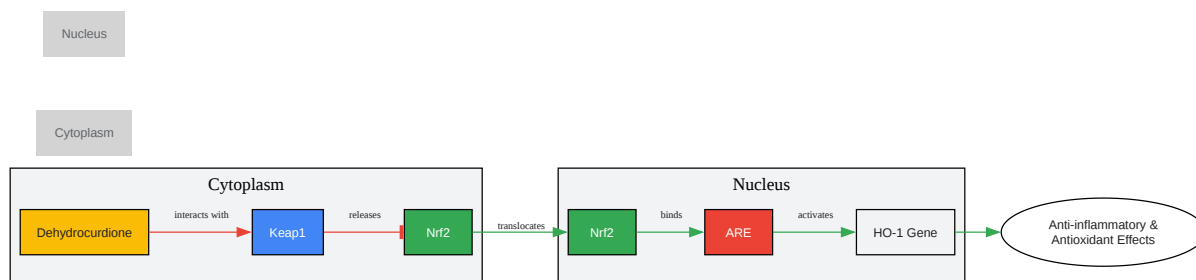 Nucleus
Cytoplasm
Cytoplasm
Nucleus
Dehydrocurdione
interacts with
Keap1
releases
Nrf2
translocates
Nrf2
binds
ARE
activates
HO-1 Gene
Anti-inflammatory &
Antioxidant Effects